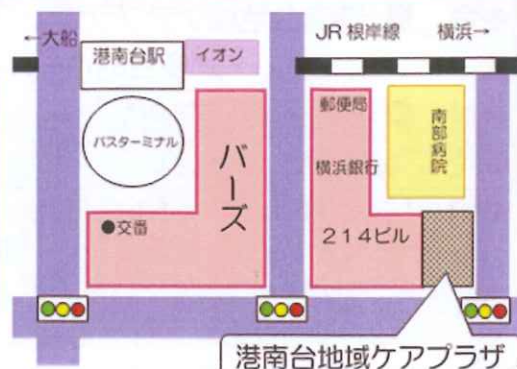 ←大船
JR根岸線
横浜→
港南台駅
イオン
バスターミナル
バーズ
●交番
郵便局
横浜銀行
南部病院
214ビル
港南台地域ケアプラザ